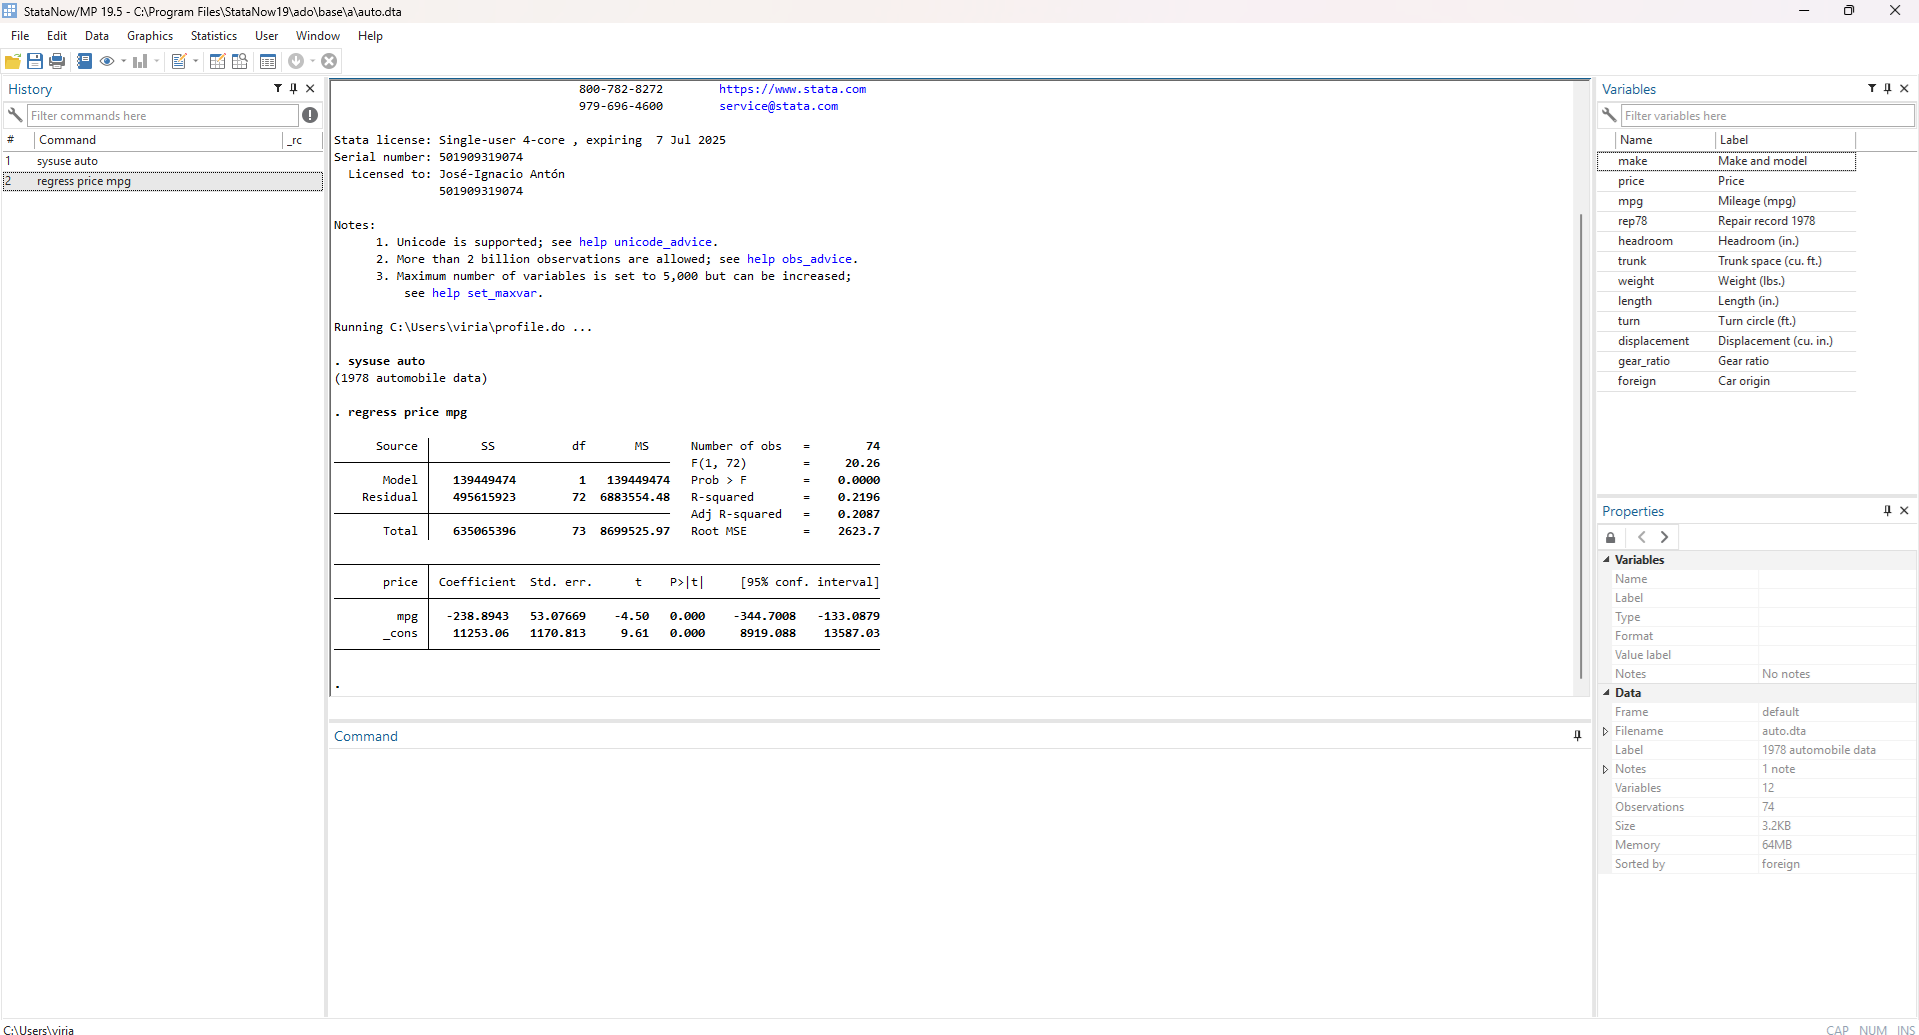 StataNow/MP 19.5 - C:\Program Files\StataNow19\ado\base\a\auto.dta
File Edit Data Graphics Statistics User Window Help
History
Filter commands here
# Command _rc
1 sysuse auto
2 regress price mpg
800-782-8272 https://www.stata.com
979-696-4600 service@stata.com
Stata license: Single-user 4-core , expiring 7 Jul 2025
Serial number: 501909319074
Licensed to: José-Ignacio Antón
501909319074
Notes:
1. Unicode is supported; see help unicode_advice.
2. More than 2 billion observations are allowed; see help obs_advice.
3. Maximum number of variables is set to 5,000 but can be increased;
see help set_maxvar.
Running C:\Users\viria\profile.do ...
. sysuse auto
(1978 automobile data)
. regress price mpg
Source SS df MS Number of obs = 74
F(1, 72) = 20.26
Model 139449474 1 139449474 Prob > F = 0.0000
Residual 495615923 72 6883554.48 R-squared = 0.2196
Adj R-squared = 0.2087
Total 635065396 73 8699525.97 Root MSE = 2623.7
price Coefficient Std. err. t P>|t| [95% conf. interval]
mpg -238.8943 53.07669 -4.50 0.000 -344.7008 -133.0879
_cons 11253.06 1170.813 9.61 0.000 8919.088 13587.03
.
Command
Variables
Filter variables here
Name Label
make Make and model
price Price
mpg Mileage (mpg)
rep78 Repair record 1978
headroom Headroom (in.)
trunk Trunk space (cu. ft.)
weight Weight (lbs.)
length Length (in.)
turn Turn circle (ft.)
displacement Displacement (cu. in.)
gear_ratio Gear ratio
foreign Car origin
Properties
Variables
Name
Label
Type
Format
Value label
Notes No notes
Data
Frame default
Filename auto.dta
Label 1978 automobile data
Notes 1 note
Variables 12
Observations 74
Size 3.2KB
Memory 64MB
Sorted by foreign
C:\Users\viria
CAP NUM INS